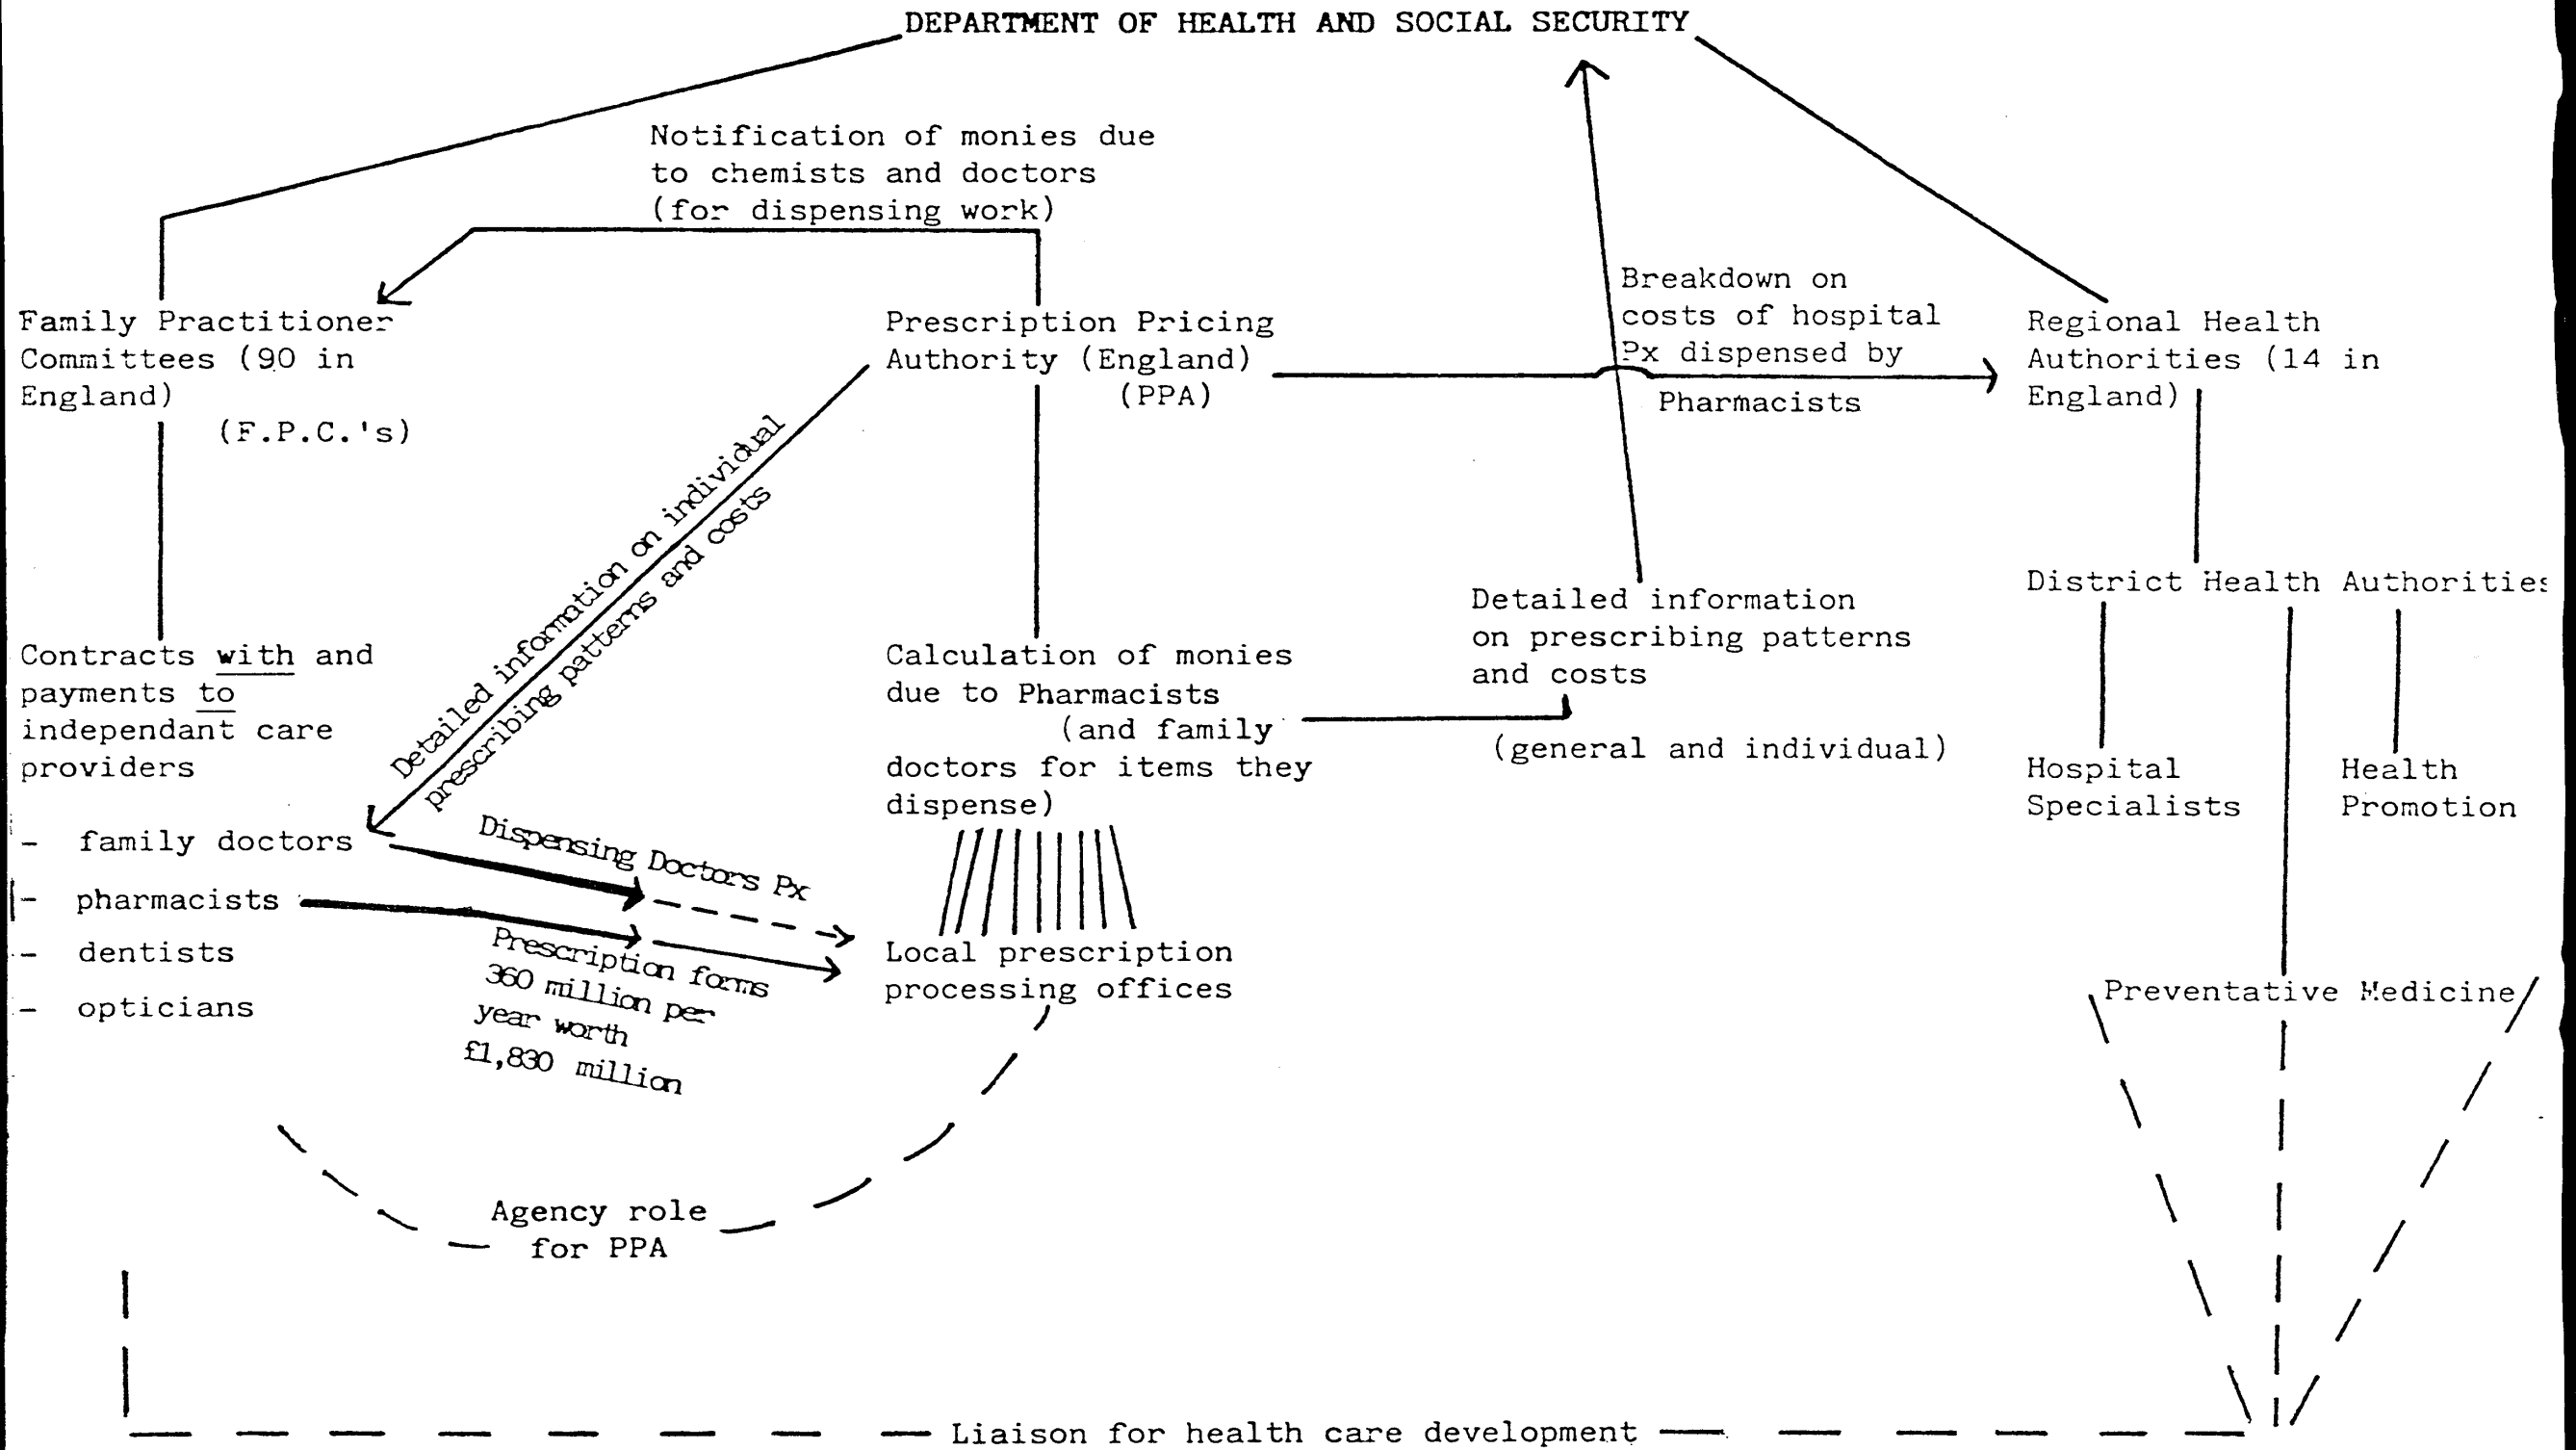 DEPARTMENT OF HEALTH AND SOCIAL SECURITY
Notification of monies due
to chemists and doctors
(for dispensing work)
Family Practitioner
Committees (90 in
England)
(F.P.C.'s)
Prescription Pricing
Authority (England)
(PPA)
Breakdown on
costs of hospital
Px dispensed by
Pharmacists
Regional Health
Authorities (14 in
England)
Detailed information on individual
prescribing patterns and costs
District Health Authorities
Contracts with and
payments to
independant care
providers
- family doctors
- pharmacists
- dentists
- opticians
Calculation of monies
due to Pharmacists
(and family
doctors for items they
dispense)
Detailed information
on prescribing patterns
and costs
(general and individual)
Hospital
Specialists
Health
Promotion
Dispensing Doctors Px
Prescription forms
360 million per
year worth
£1,830 million
Local prescription
processing offices
Preventative Medicine
Agency role
for PPA
Liaison for health care development